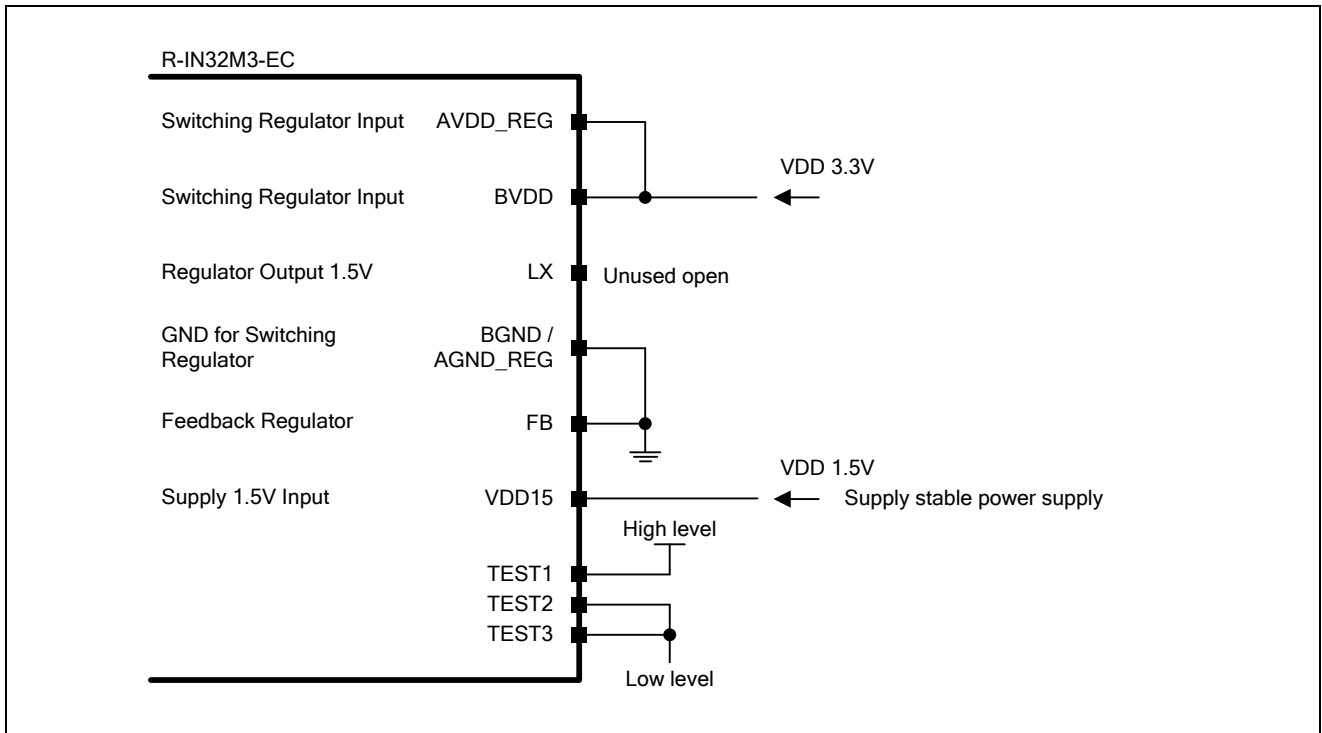 R-IN32M3-EC
Switching Regulator Input AVDD_REG
VDD 3.3V
Switching Regulator Input BVDD
Regulator Output 1.5V LX Unused open
GND for Switching
Regulator
BGND /
AGND_REG
Feedback Regulator FB
VDD 1.5V
Supply 1.5V Input VDD15 Supply stable power supply
High level
TEST1
TEST2
TEST3
Low level